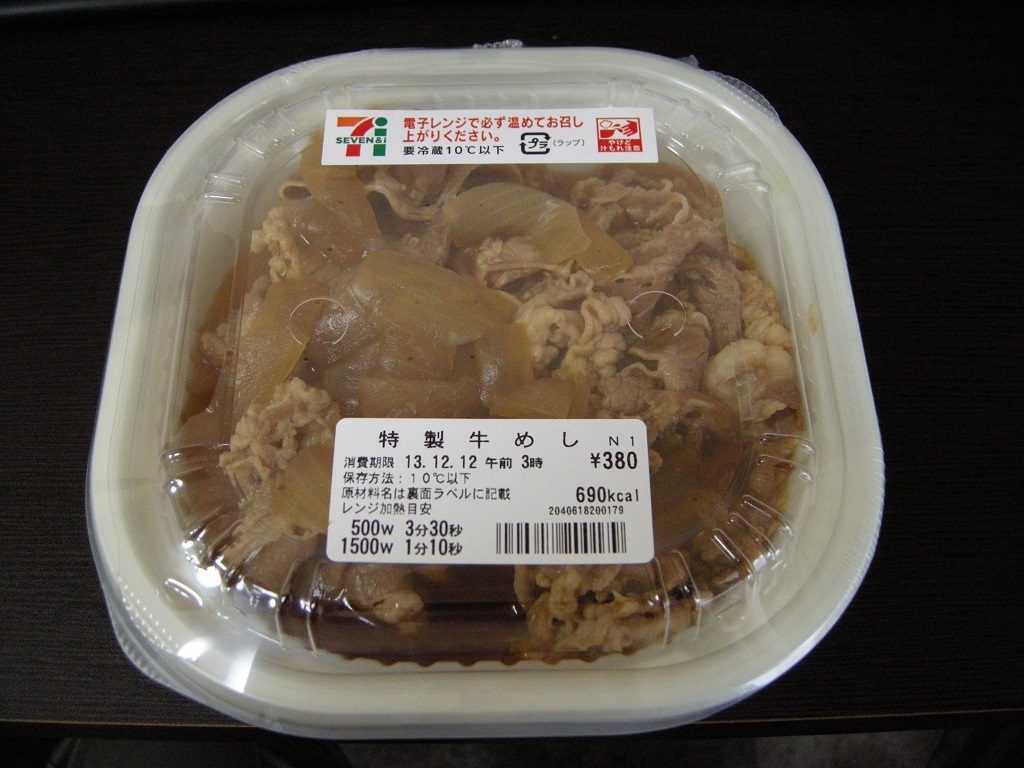 7i
SEVEN&i
電子レンジで必ず温めてお召し
上がりください。
要冷蔵10℃以下
プラ
(ラップ)
やけど
汁もれ注意
特製牛めし N1
消費期限 13.12.12 午前 3時
¥380
保存方法:10℃以下
原材料名は裏面ラベルに記載
690kcal
レンジ加熱目安
2040618200179
500W 3分30秒
1500W 1分10秒